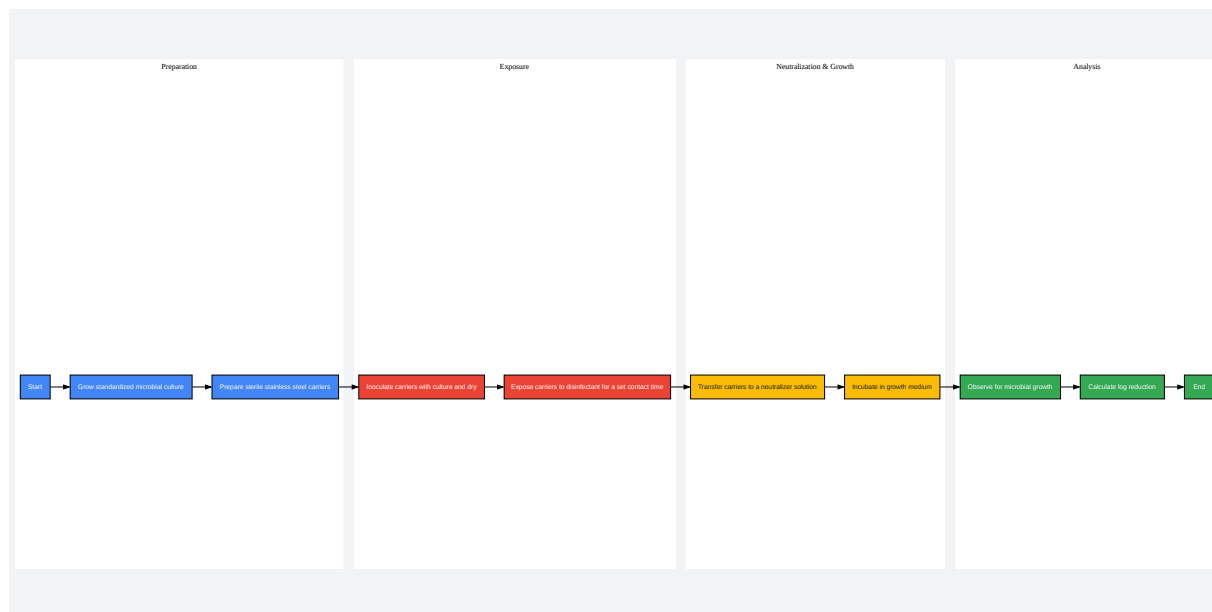 Preparation
Exposure
Neutralization & Growth
Analysis
Start
Grow standardized microbial culture
Prepare sterile stainless steel carriers
Inoculate carriers with culture and dry
Expose carriers to disinfectant for a set contact time
Transfer carriers to a neutralizer solution
Incubate in growth medium
Observe for microbial growth
Calculate log reduction
End